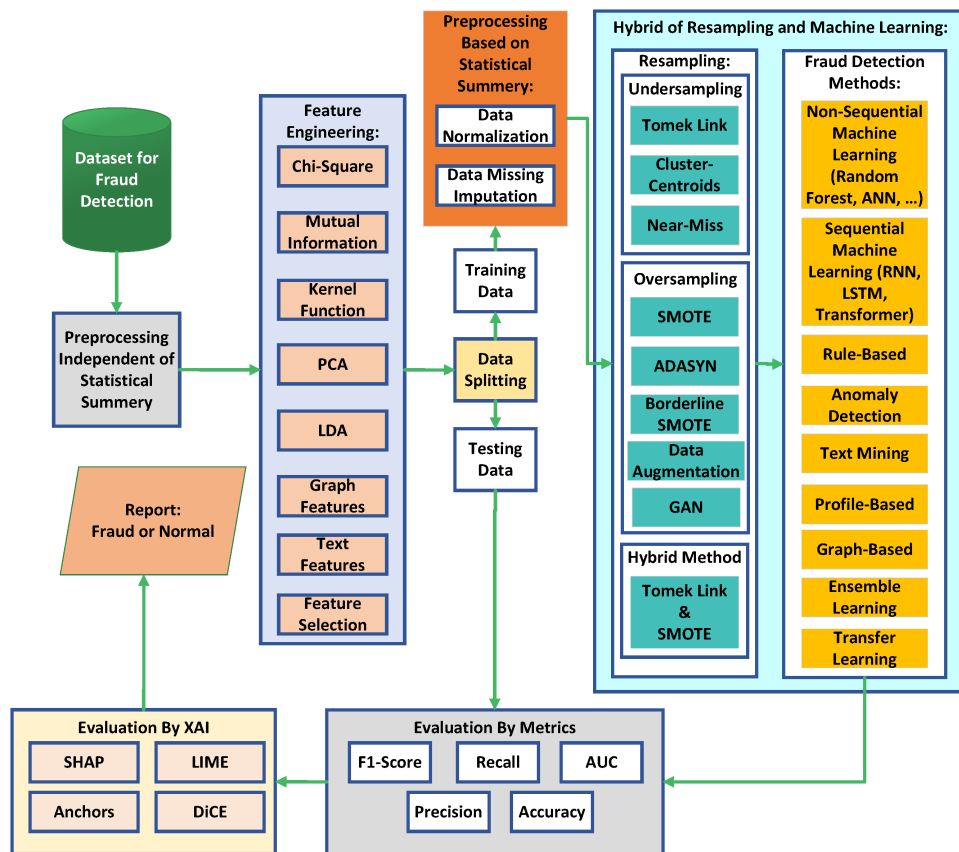 Dataset for
Fraud
Detection
Preprocessing
Independent of
Statistical
Summery
Feature
Engineering:
Chi-Square
Mutual
Information
Kernel
Function
PCA
LDA
Graph
Features
Text
Features
Feature
Selection
Data
Splitting
Training
Data
Testing
Data
Preprocessing
Based on
Statistical
Summery:
Data
Normalization
Data Missing
Imputation
Hybrid of Resampling and Machine Learning:
Resampling:
Undersampling
Tomek Link
Cluster-
Centroids
Near-Miss
Oversampling
SMOTE
ADASYN
Borderline
SMOTE
Data
Augmentation
GAN
Hybrid Method
Tomek Link
&
SMOTE
Fraud Detection
Methods:
Non-Sequential
Machine
Learning
(Random
Forest, ANN, ...)
Sequential
Machine
Learning (RNN,
LSTM,
Transformer)
Rule-Based
Anomaly
Detection
Text Mining
Profile-Based
Graph-Based
Ensemble
Learning
Transfer
Learning
Evaluation By Metrics
F1-Score
Recall
AUC
Precision
Accuracy
Evaluation By XAI
SHAP
LIME
Anchors
DiCE
Report:
Fraud or Normal